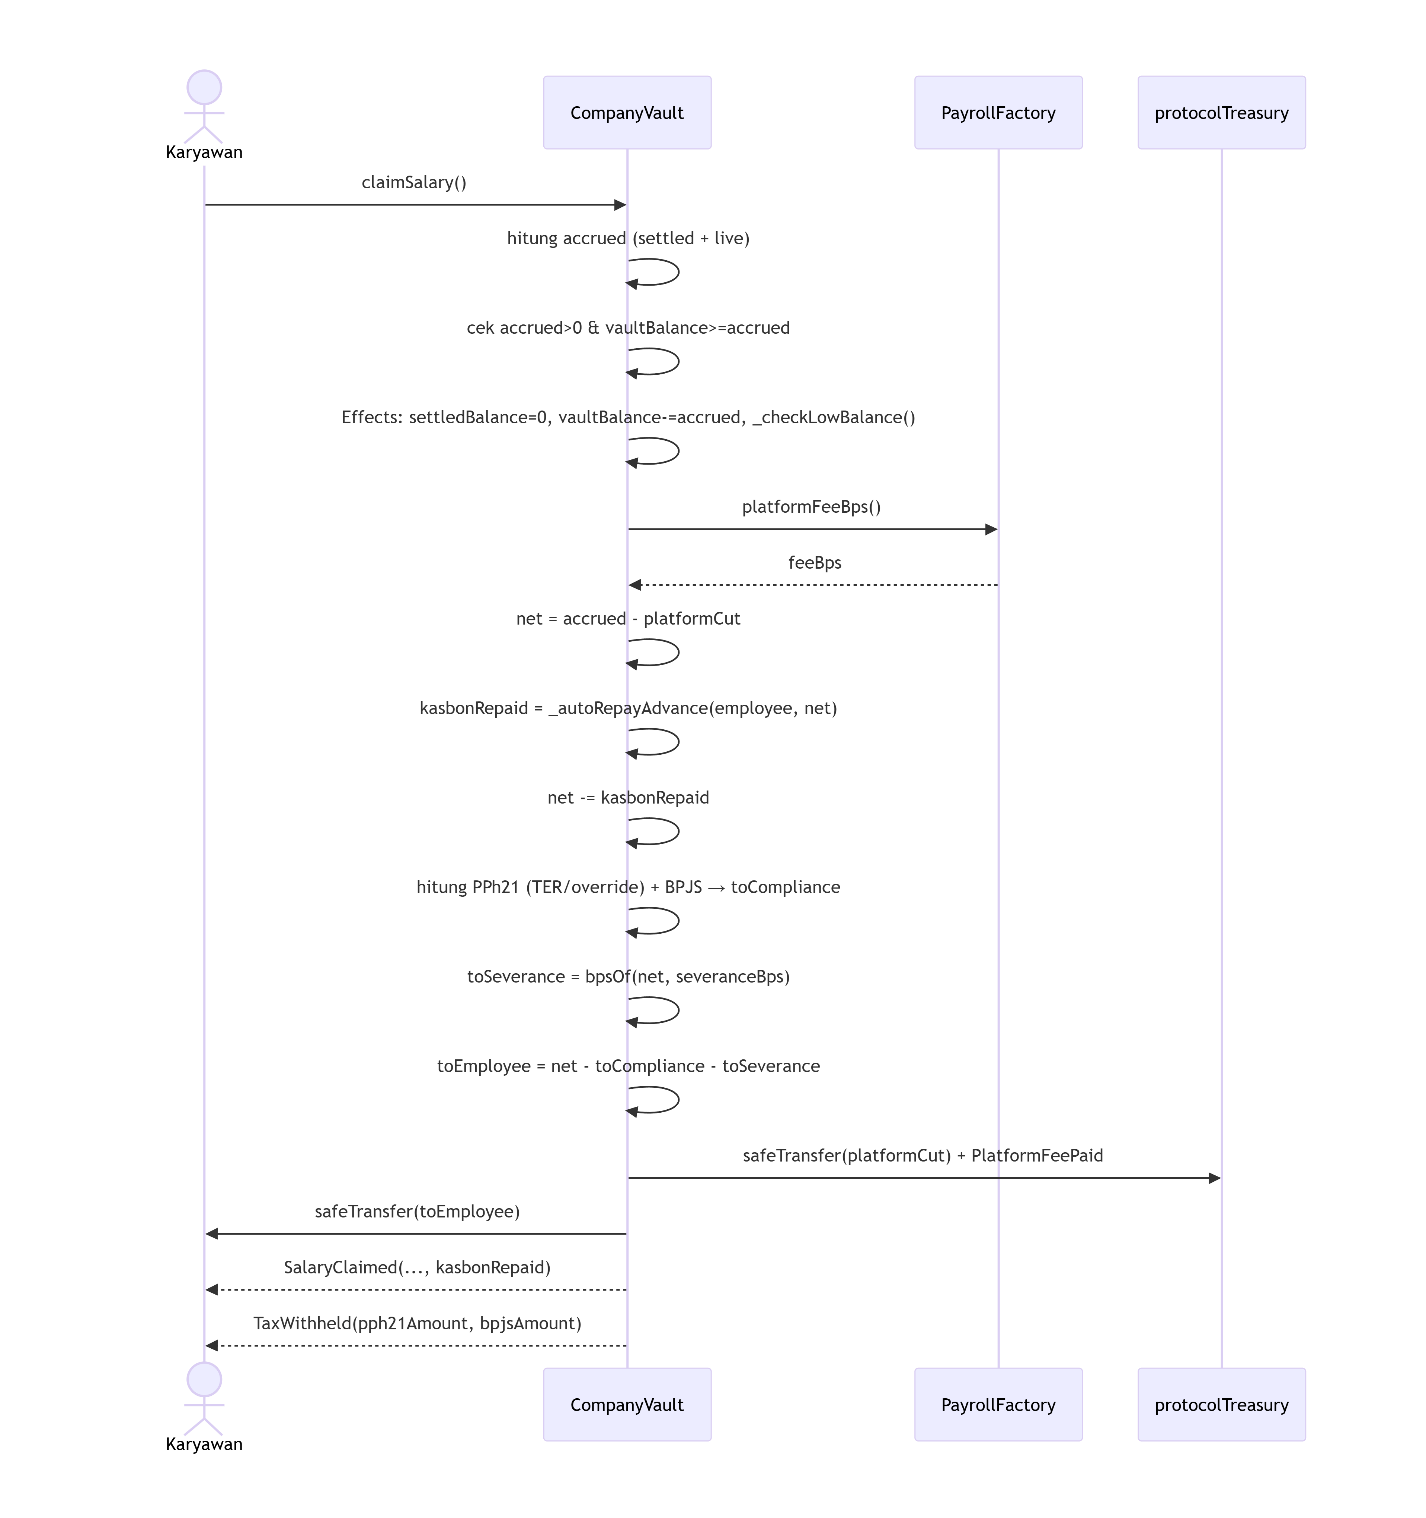 Karyawan
CompanyVault
PayrollFactory
protocolTreasury
claimSalary()
hitung accrued (settled + live)
cek accrued>0 & vaultBalance>=accrued
Effects: settledBalance=0, vaultBalance-=accrued, _checkLowBalance()
platformFeeBps()
feeBps
net = accrued - platformCut
kasbonRepaid = _autoRepayAdvance(employee, net)
net -= kasbonRepaid
hitung PPh21 (TER/override) + BPJS → toCompliance
toSeverance = bpsOf(net, severanceBps)
toEmployee = net - toCompliance - toSeverance
safeTransfer(platformCut) + PlatformFeePaid
safeTransfer(toEmployee)
SalaryClaimed(..., kasbonRepaid)
TaxWithheld(pph21Amount, bpjsAmount)
Karyawan
CompanyVault
PayrollFactory
protocolTreasury